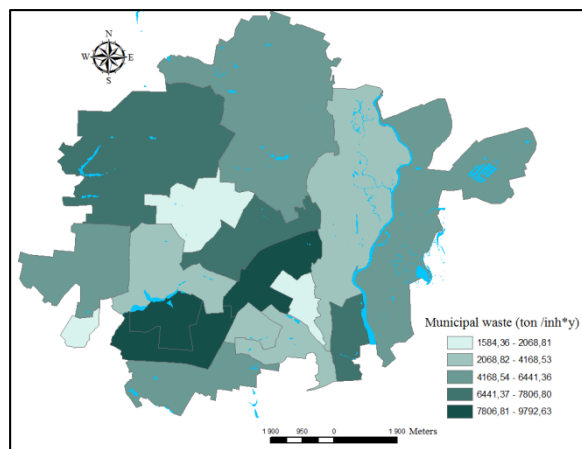 N
W E
S
Municipal waste (ton /inh*y)
1584,36 - 2068,81
2068,82 - 4168,53
4168,54 - 6441,36
6441,37 - 7806,80
7806,81 - 9792,63
1 900 950 0 1 900 Meters